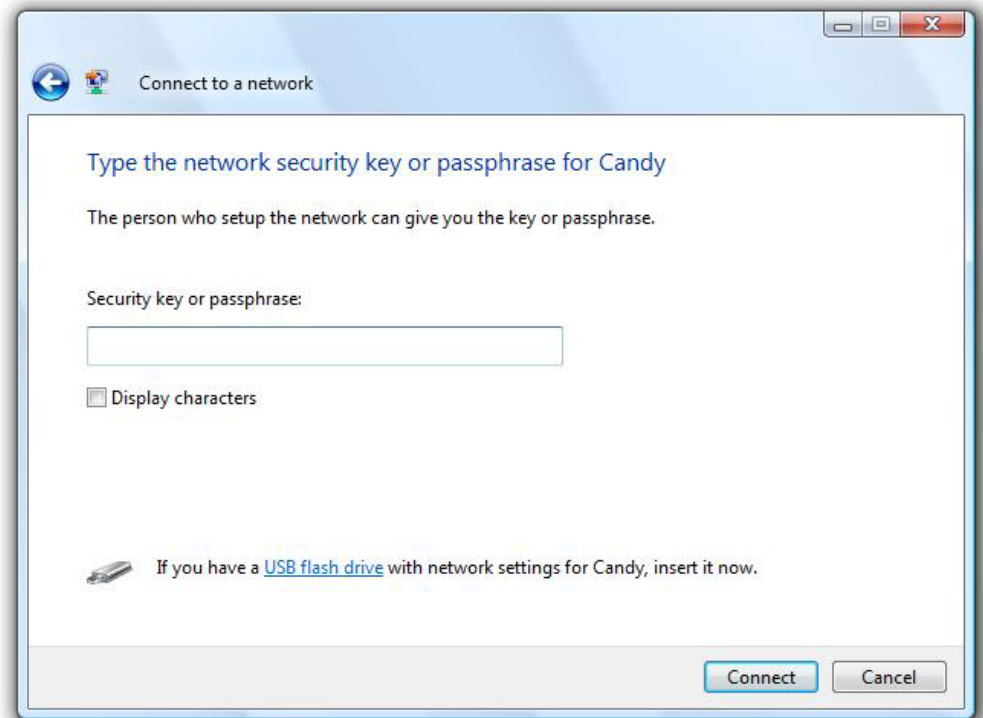 Connect to a network
Type the network security key or passphrase for Candy
The person who setup the network can give you the key or passphrase.
Security key or passphrase:
Display characters
If you have a USB flash drive with network settings for Candy, insert it now.
Connect Cancel